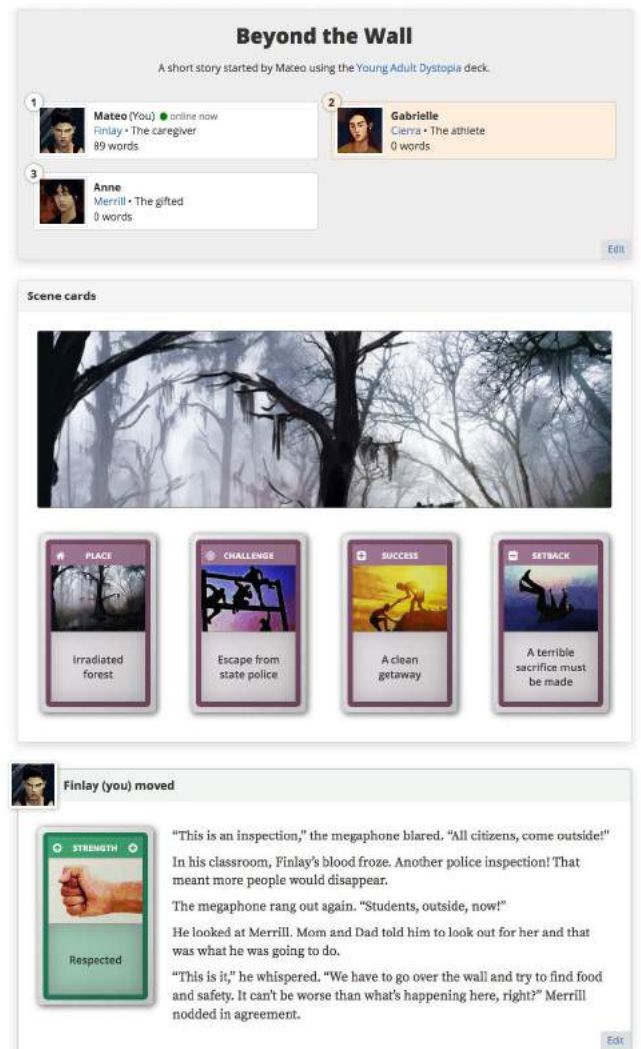 Beyond the Wall
A short story started by Mateo using the Young Adult Dystopia deck.
1
Mateo (You) online now
Finlay • The caregiver
89 words
2
Gabrielle
Cierra • The athlete
0 words
3
Anne
Merrill • The gifted
0 words
Edit
Scene cards
PLACE
Irradiated
forest
CHALLENGE
Escape from
state police
SUCCESS
A clean
getaway
SETBACK
A terrible
sacrifice must
be made
Finlay (you) moved
STRENGTH
Respected
“This is an inspection,” the megaphone blared. “All citizens, come outside!”
In his classroom, Finlay’s blood froze. Another police inspection! That
meant more people would disappear.
The megaphone rang out again. “Students, outside, now!”
He looked at Merrill. Mom and Dad told him to look out for her and that
was what he was going to do.
“This is it,” he whispered. “We have to go over the wall and try to find food
and safety. It can’t be worse than what’s happening here, right?” Merrill
nodded in agreement.
Edit